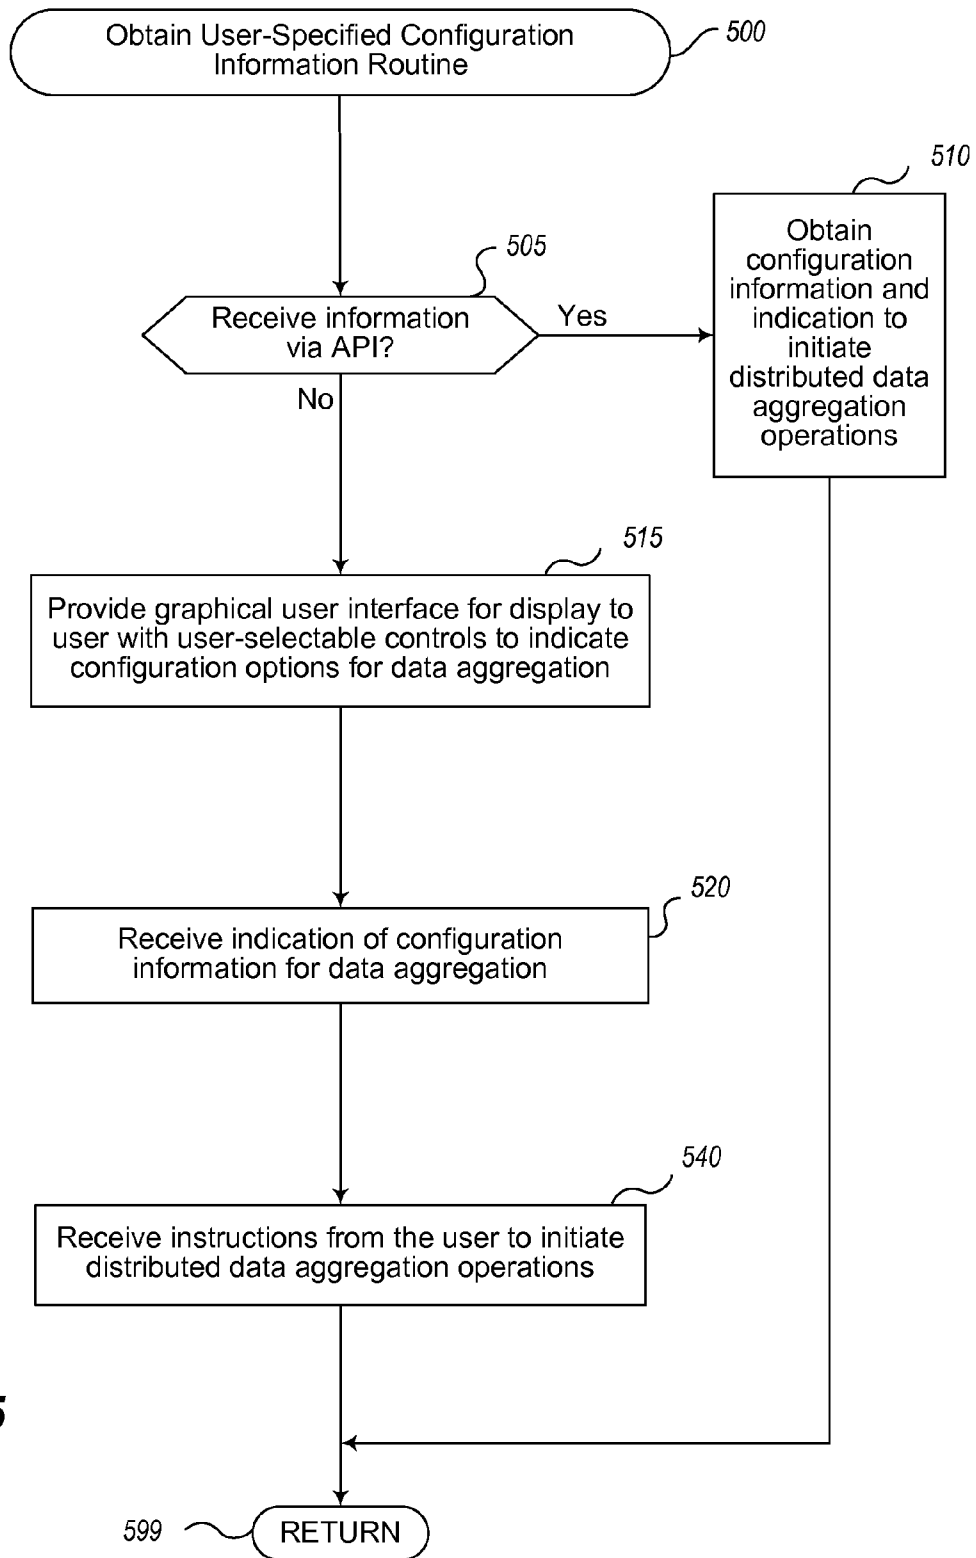 Obtain User-Specified Configuration
Information Routine
500
505
Receive information
via API?
Yes
No
510
Obtain
configuration
information and
indication to
initiate
distributed data
aggregation
operations
515
Provide graphical user interface for display to
user with user-selectable controls to indicate
configuration options for data aggregation
520
Receive indication of configuration
information for data aggregation
540
Receive instructions from the user to initiate
distributed data aggregation operations
599
RETURN